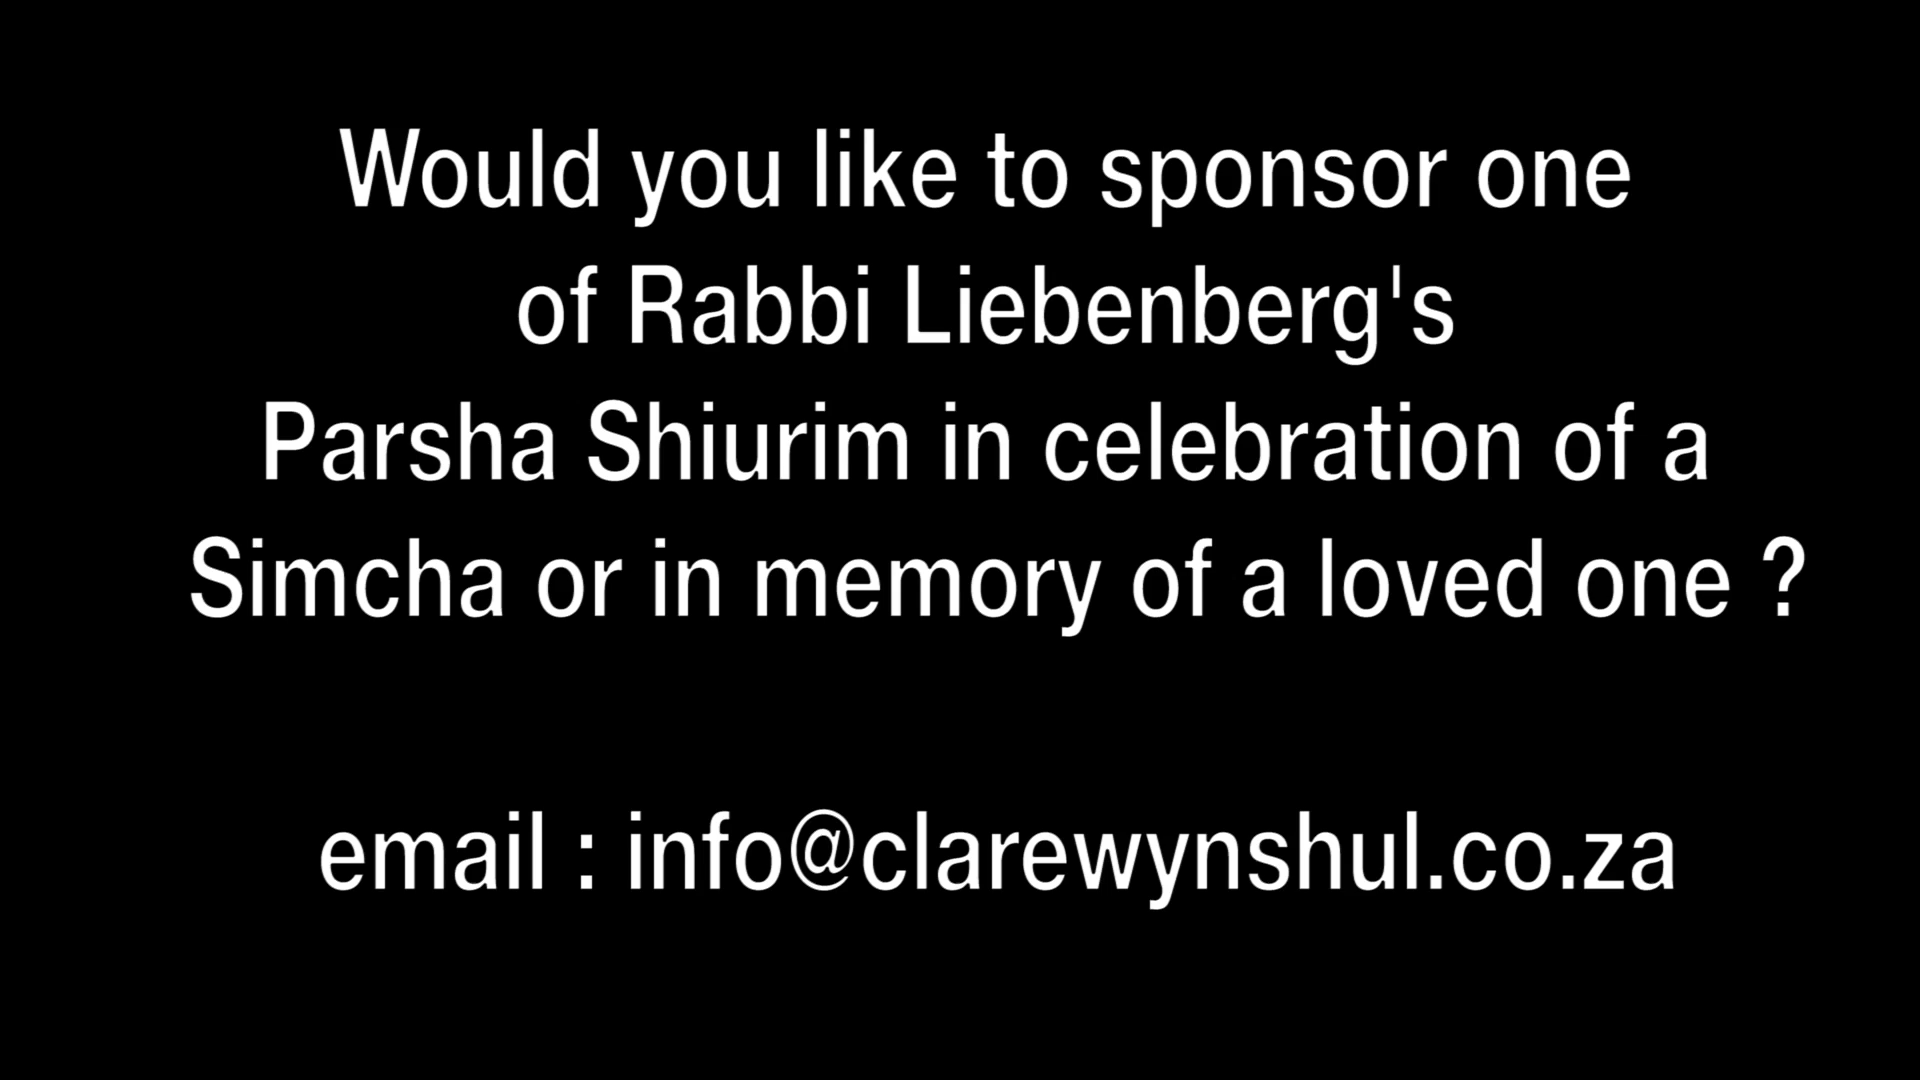 Would you like to sponsor one
of Rabbi Liebenberg's
Parsha Shiurim in celebration of a
Simcha or in memory of a loved one ?
email : info@clarewynshul.co.za